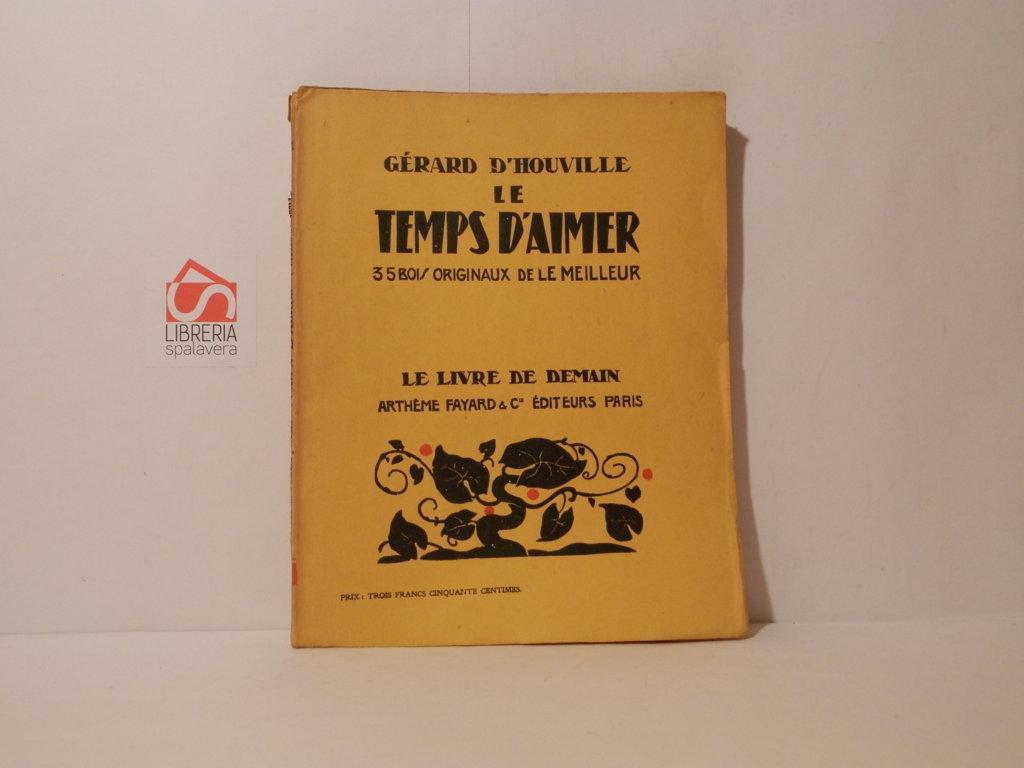 GÉRARD D'HOUVILLE
LE
TEMPS D'AIMER
35 BOIS ORIGINAUX DE LE MEILLEUR
LE LIVRE DE DEMAIN
ARTHÈME FAYARD & Cie ÉDITEURS PARIS
PRIX : TROIS FRANCS CINQUANTE CENTIMES.
LIBRERIA
spalavera